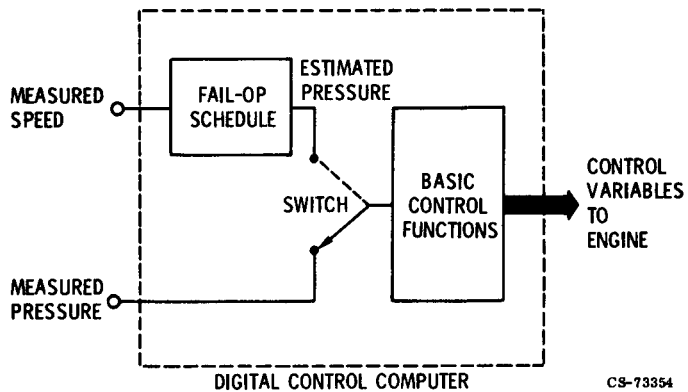 MEASURED
SPEED
FAIL-OP
SCHEDULE
ESTIMATED
PRESSURE
SWITCH
BASIC
CONTROL
FUNCTIONS
CONTROL
VARIABLES
TO
ENGINE
MEASURED
PRESSURE
DIGITAL CONTROL COMPUTER
CS-73354